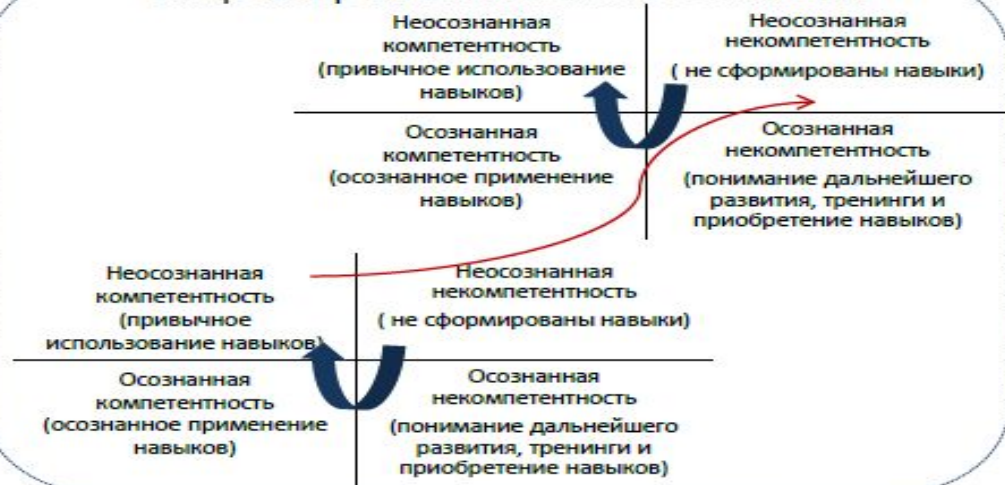 Неосознанная
компетентность
(привычное использование
навыков)
Неосознанная
некомпетентность
( не сформированы навыки)
Осознанная
компетентность
(осознанное применение
навыков)
Осознанная
некомпетентность
(понимание дальнейшего
развития, тренинги и
приобретение навыков)
Неосознанная
компетентность
(привычное
использование навыков)
Неосознанная
некомпетентность
( не сформированы навыки)
Осознанная
компетентность
(осознанное применение
навыков)
Осознанная
некомпетентность
(понимание дальнейшего
развития, тренинги и
приобретение навыков)